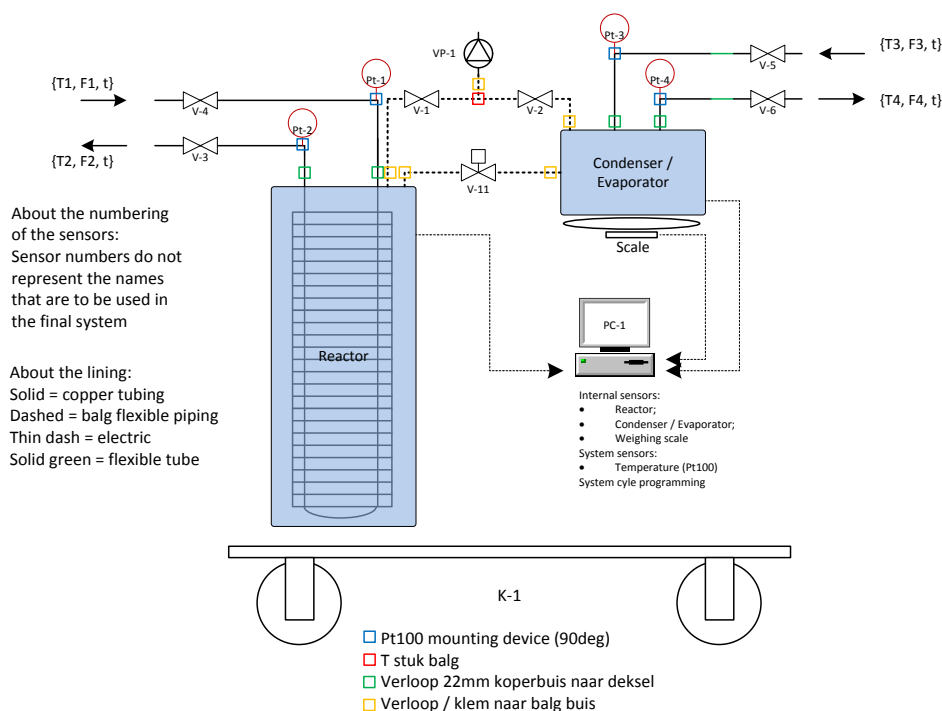 {T1, F1, t}
{T2, F2, t}
V-4
V-3
Pt-1
Pt-2
VP-1
V-1
V-2
V-11
Pt-3
Pt-4
V-5
V-6
{T3, F3, t}
{T4, F4, t}
Condenser /
Evaporator
Scale
Reactor
PC-1
About the numbering
of the sensors:
Sensor numbers do not
represent the names
that are to be used in
the final system
About the lining:
Solid = copper tubing
Dashed = balg flexible piping
Thin dash = electric
Solid green = flexible tube
Internal sensors:
• Reactor;
• Condenser / Evaporator;
• Weighing scale
System sensors:
• Temperature (Pt100)
System cyle programming
K-1
Pt100 mounting device (90deg)
T stuk balg
Verloop 22mm koperbuis naar deksel
Verloop / klem naar balg buis